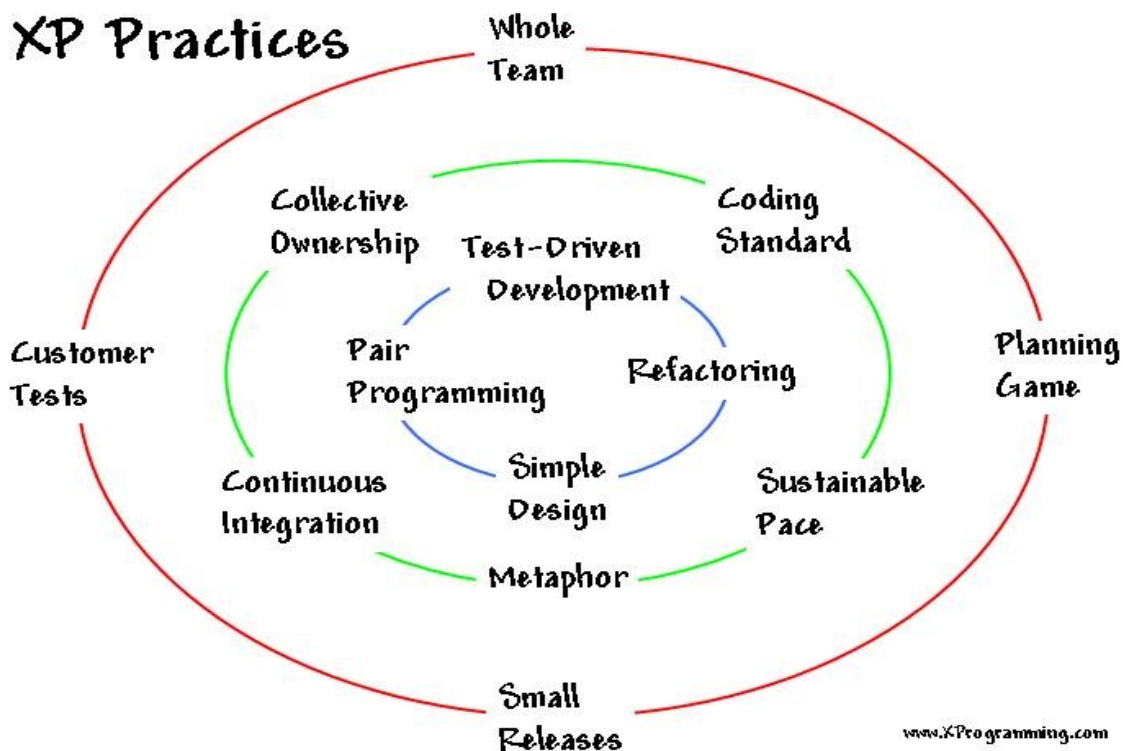 XP Practices
Whole
Team
Collective
Ownership
Coding
Standard
Test-Driven
Development
Customer
Tests
Pair
Programming
Refactoring
Planning
Game
Continuous
Integration
Simple
Design
Sustainable
Pace
Metaphor
Small
Releases
www.XProgramming.com